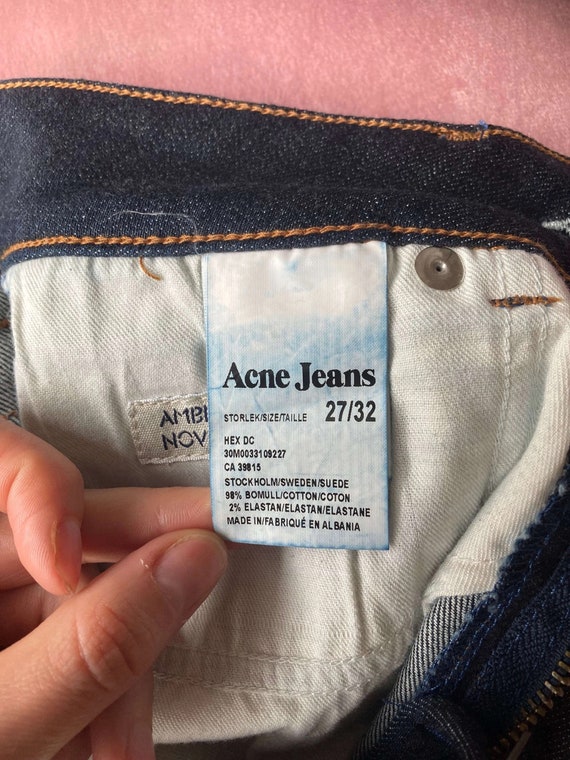 Acne Jeans
STORLEK/SIZE/TAILLE 27/32
HEX DC
30M0033109227
CA 39815
STOCKHOLM/SWEDEN/SUEDE
98% BOMULL/COTTON/COTON
2% ELASTAN/ELASTAN/ELASTANE
MADE IN/FABRIQUÉ EN ALBANIA
NOV